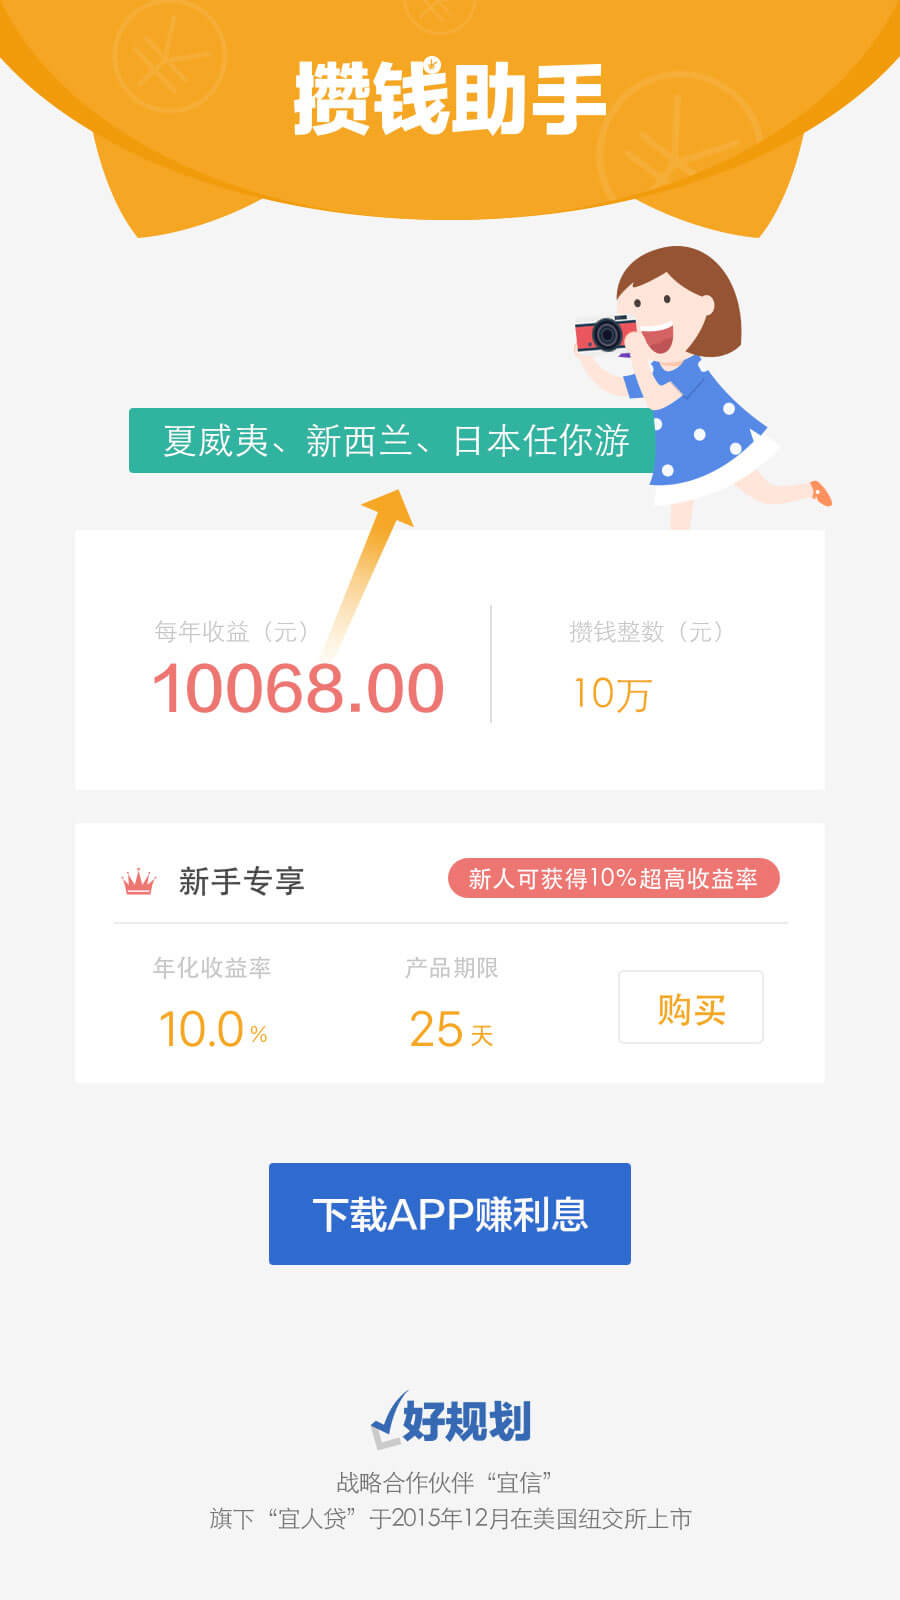 攒钱助手
夏威夷、新西兰、日本任你游
每年收益（元）
10068.00
攒钱整数（元）
10万
新手专享
新人可获得10%超高收益率
年化收益率
10.0%
产品期限
25天
购买
下载APP赚利息
好规划
战略合作伙伴“宜信”
旗下“宜人贷”于2015年12月在美国纽交所上市